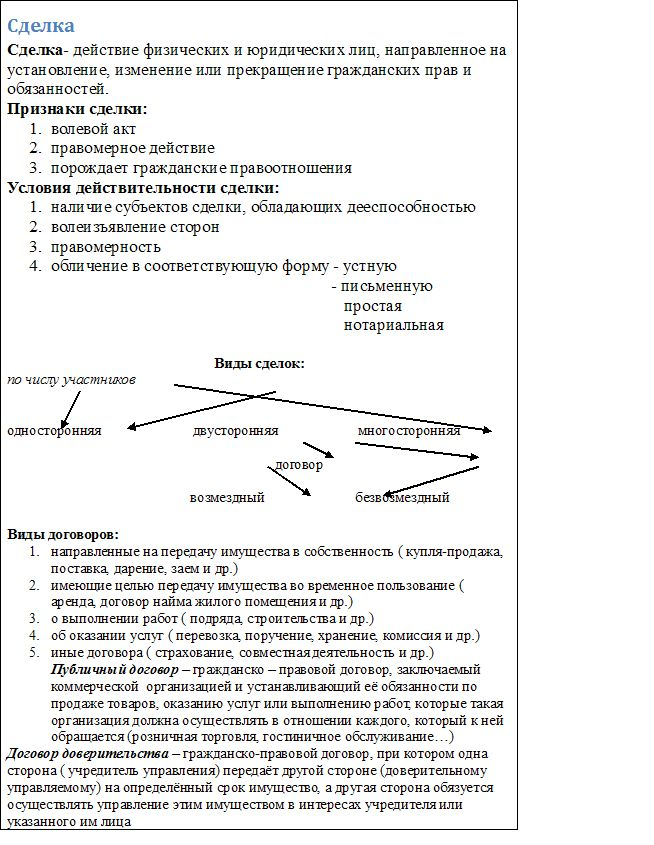 Сделка
Сделка- действие физических и юридических лиц, направленное на
установление, изменение или прекращение гражданских прав и
обязанностей.
Признаки сделки:
1. волевой акт
2. правомерное действие
3. порождает гражданские правоотношения
Условия действительности сделки:
1. наличие субъектов сделки, обладающих дееспособностью
2. волеизъявление сторон
3. правомерность
4. обличение в соответствующую форму - устную
- письменную
простая
нотариальная
Виды сделок:
по числу участников
односторонняя двусторонняя многосторонняя
договор
возмездный безвозмездный
Виды договоров:
1. направленные на передачу имущества в собственность ( купля-продажа,
поставка, дарение, заем и др.)
2. имеющие целью передачу имущества во временное пользование (
аренда, договор найма жилого помещения и др.)
3. о выполнении работ ( подряда, строительства и др.)
4. об оказании услуг ( перевозка, поручение, хранение, комиссия и др.)
5. иные договора ( страхование, совместная деятельность и др.)
Публичный договор – гражданско – правовой договор, заключаемый
коммерческой организацией и устанавливающий её обязанности по
продаже товаров, оказанию услуг или выполнению работ, которые такая
организация должна осуществлять в отношении каждого, который к ней
обращается (розничная торговля, гостиничное обслуживание…)
Договор доверительства – гражданско-правовой договор, при котором одна
сторона ( учредитель управления) передаёт другой стороне (доверительному
управляемому) на определённый срок имущество, а другая сторона обязуется
осуществлять управление этим имуществом в интересах учредителя или
указанного им лица